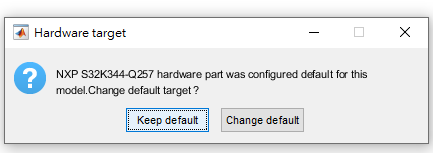 Hardware target
NXP S32K344-Q257 hardware part was configured default for this
model.Change default target ?
Keep default
Change default